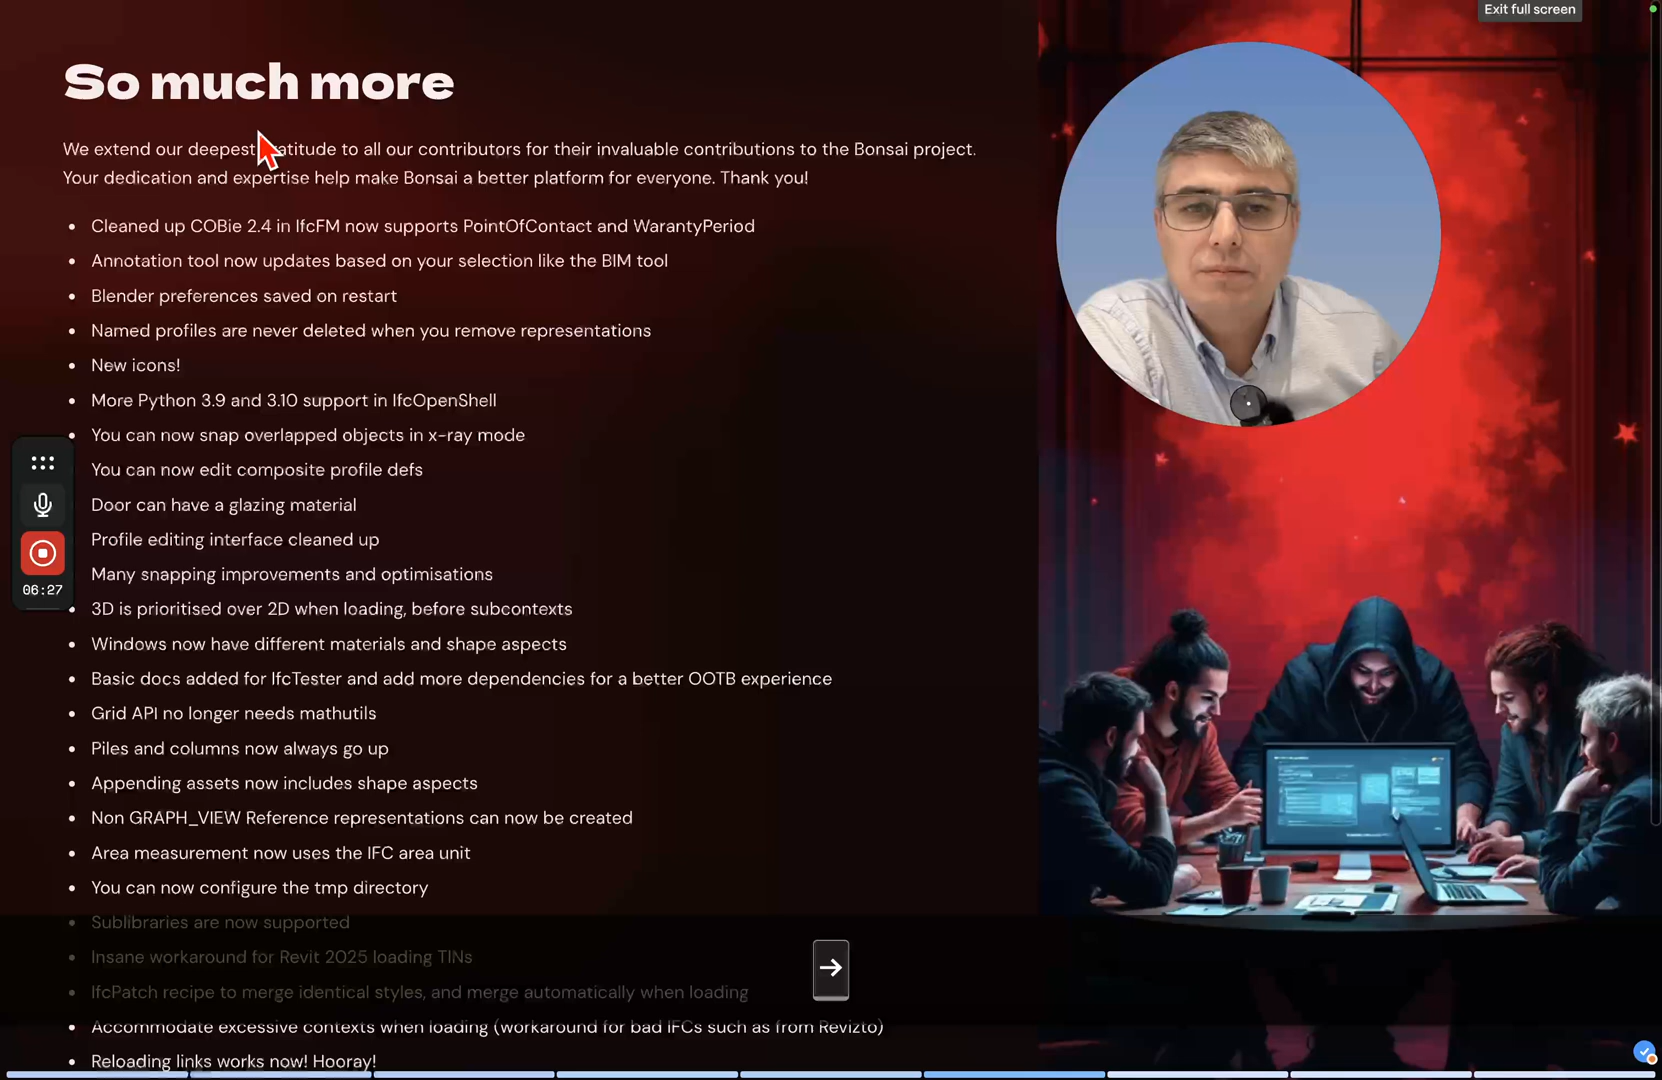 Exit full screen
So much more
We extend our deepest atitude to all our contributors for their invaluable contributions to the Bonsai project.
Your dedication and expertise help make Bonsai a better platform for everyone. Thank you!
Cleaned up COBie 2.4 in IfcFM now supports PointOfContact and WarantyPeriod
Annotation tool now updates based on your selection like the BIM tool
Blender preferences saved on restart
Named profiles are never deleted when you remove representations
New icons!
More Python 3.9 and 3.10 support in IfcOpenShell
You can now snap overlapped objects in x-ray mode
You can now edit composite profile defs
Door can have a glazing material
Profile editing interface cleaned up
Many snapping improvements and optimisations
06:27
3D is prioritised over 2D when loading, before subcontexts
Windows now have different materials and shape aspects
Basic docs added for IfcTester and add more dependencies for a better OOTB experience
Grid API no longer needs mathutils
Piles and columns now always go up
Appending assets now includes shape aspects
Non GRAPH_VIEW Reference representations can now be created
Area measurement now uses the IFC area unit
You can now configure the tmp directory
Sublibraries are now supported
Insane workaround for Revit 2025 loading TINs
IfcPatch recipe to merge identical styles, and merge automatically when loading
Accommodate excessive contexts when loading (workaround for bad IFCs such as from Revizto)
Reloading links works now! Hooray!